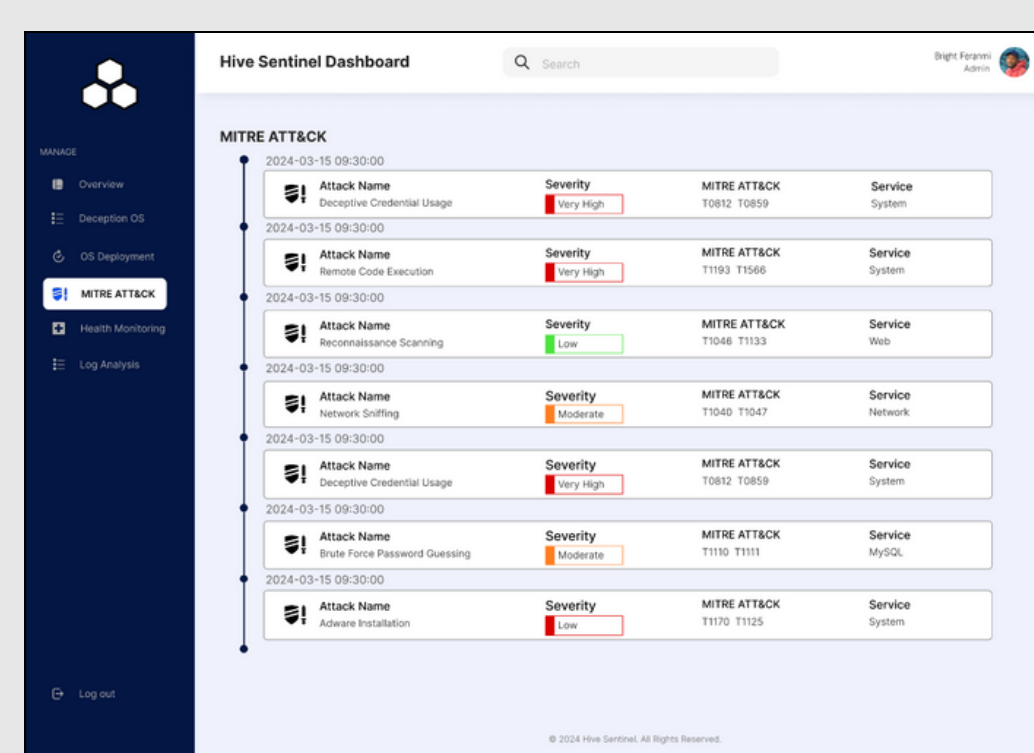 Hive Sentinel Dashboard
Search
Bright Feranmi
Admin
MANAGE
Overview
Deception OS
OS Deployment
MITRE ATT&CK
Health Monitoring
Log Analysis
Log out
MITRE ATT&CK
2024-03-15 09:30:00
Attack Name Severity MITRE ATT&CK Service
Deceptive Credential Usage Very High T0812 T0859 System
2024-03-15 09:30:00
Attack Name Severity MITRE ATT&CK Service
Remote Code Execution Very High T1193 T1566 System
2024-03-15 09:30:00
Attack Name Severity MITRE ATT&CK Service
Reconnaissance Scanning Low T1046 T1133 Web
2024-03-15 09:30:00
Attack Name Severity MITRE ATT&CK Service
Network Sniffing Moderate T1040 T1047 Network
2024-03-15 09:30:00
Attack Name Severity MITRE ATT&CK Service
Deceptive Credential Usage Very High T0812 T0859 System
2024-03-15 09:30:00
Attack Name Severity MITRE ATT&CK Service
Brute Force Password Guessing Moderate T1110 T1111 MySQL
2024-03-15 09:30:00
Attack Name Severity MITRE ATT&CK Service
Adware Installation Low T1170 T1125 System
© 2024 Hive Sentinel. All Rights Reserved.